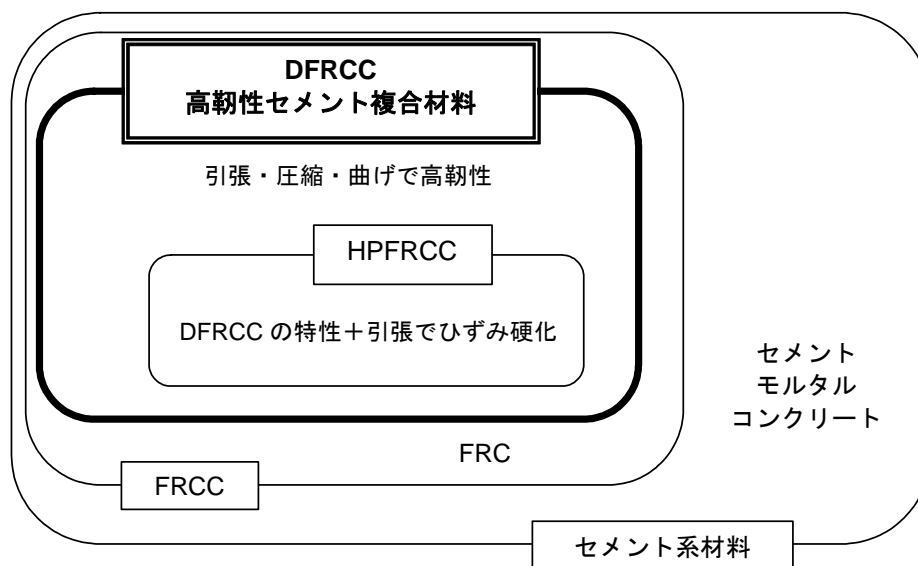 DFRCC
高靭性セメント複合材料
引張・圧縮・曲げで高靭性
HPFRCC
DFRCC の特性＋引張でひずみ硬化
セメント
モルタル
コンクリート
FRC
FRCC
セメント系材料